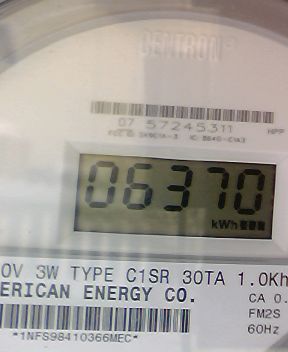 CENTRON®
07 57245311
HPP
06370
kWh
0V 3W TYPE C1SR 30TA 1.0Kh
ERICAN ENERGY CO.
CA 0.
FM2S
60Hz
*1NFS98410366MEC*